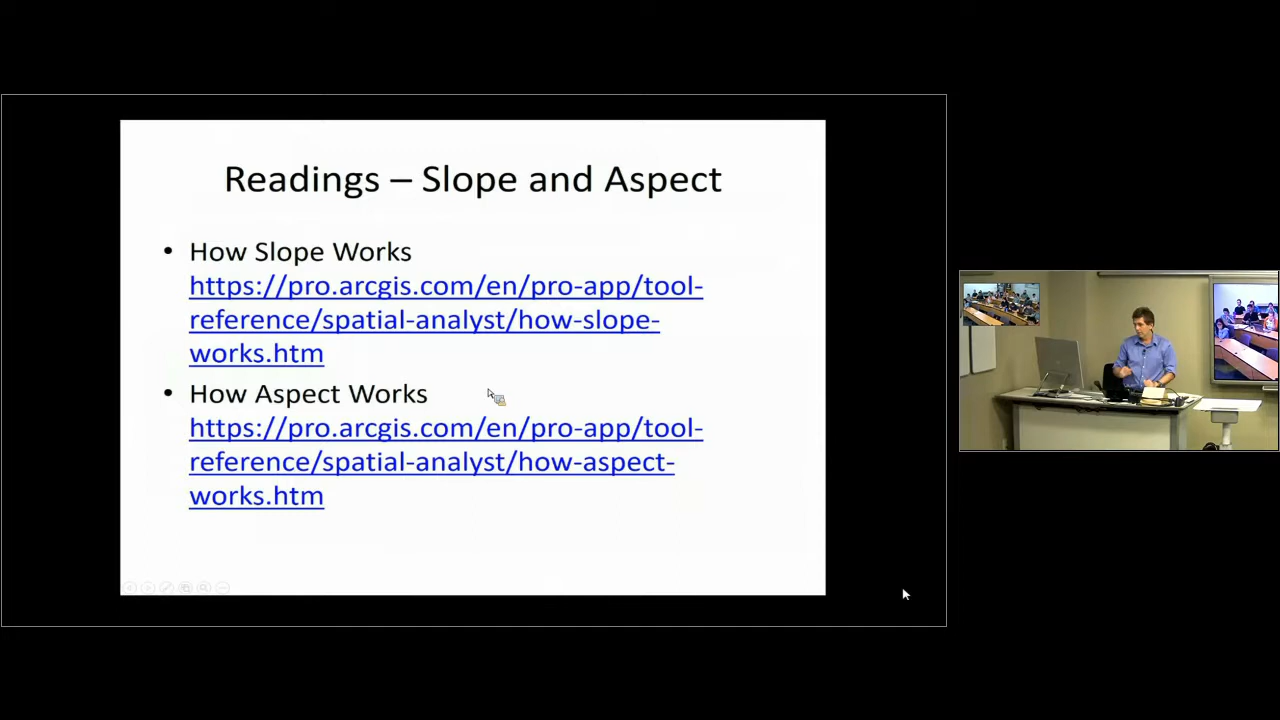 Readings – Slope and Aspect
• How Slope Works
https://pro.arcgis.com/en/pro-app/tool-
reference/spatial-analyst/how-slope-
works.htm
• How Aspect Works
https://pro.arcgis.com/en/pro-app/tool-
reference/spatial-analyst/how-aspect-
works.htm